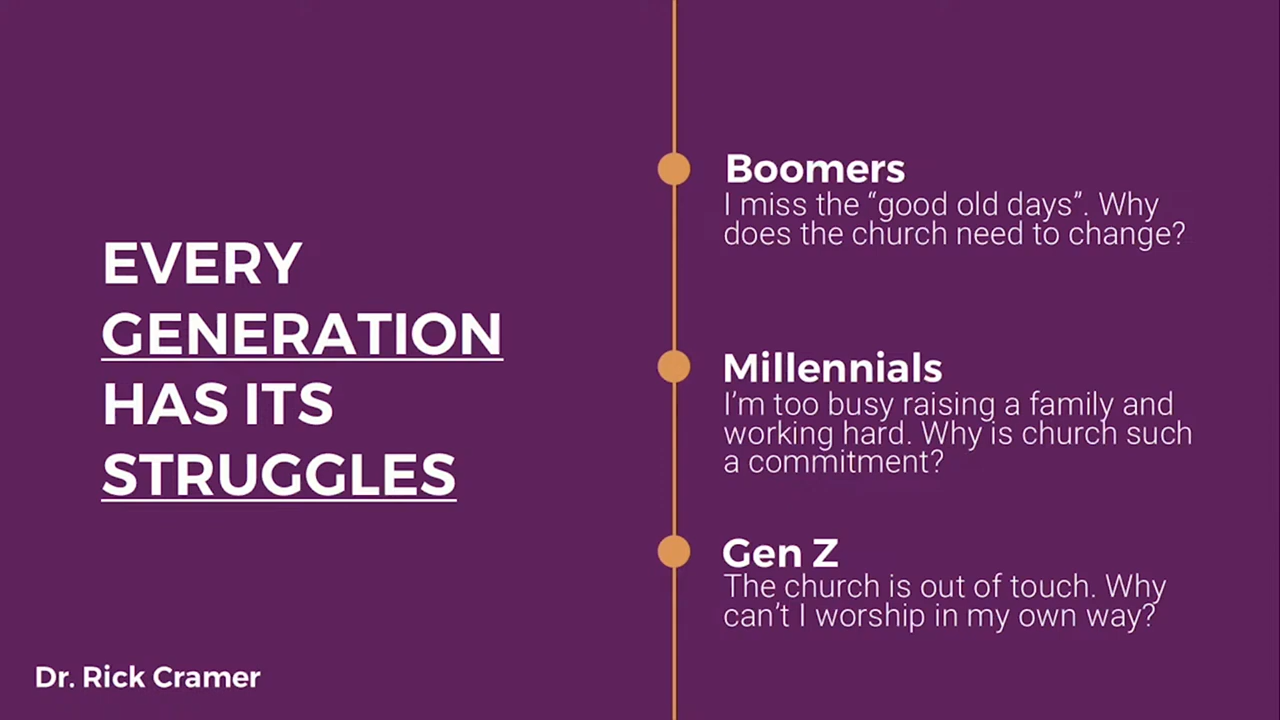 EVERY
GENERATION
HAS ITS
STRUGGLES
Boomers
I miss the “good old days”. Why
does the church need to change?
Millennials
I’m too busy raising a family and
working hard. Why is church such
a commitment?
Gen Z
The church is out of touch. Why
can’t I worship in my own way?
Dr. Rick Cramer